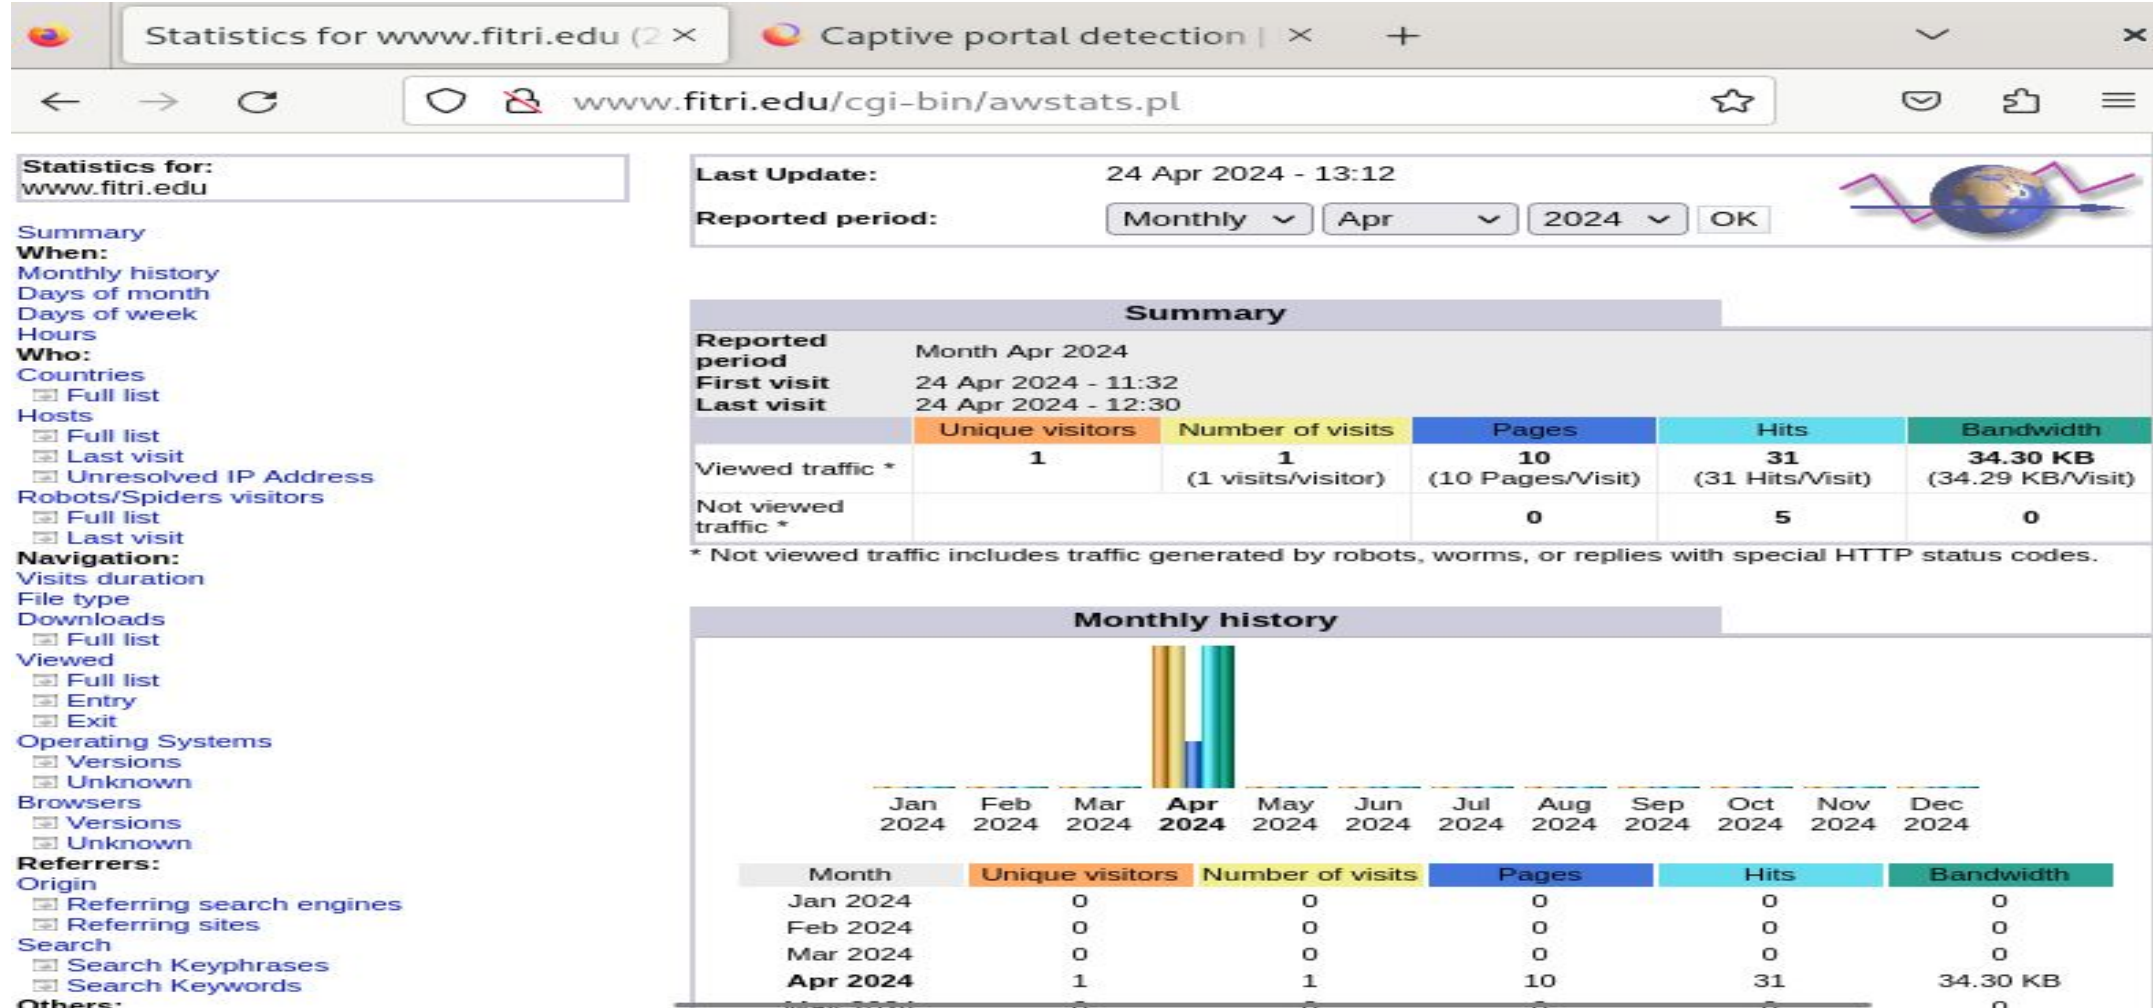 Statistics for www.fitri.edu (2
Captive portal detection |
www.fitri.edu/cgi-bin/awstats.pl
Statistics for:
www.fitri.edu
Summary
When:
Monthly history
Days of month
Days of week
Hours
Who:
Countries
Full list
Hosts
Full list
Last visit
Unresolved IP Address
Robots/Spiders visitors
Full list
Last visit
Navigation:
Visits duration
File type
Downloads
Full list
Viewed
Full list
Entry
Exit
Operating Systems
Versions
Unknown
Browsers
Versions
Unknown
Referrers:
Origin
Referring search engines
Referring sites
Search
Search Keyphrases
Search Keywords
Others:
Last Update: 24 Apr 2024 - 13:12
Reported period: Monthly Apr 2024 OK
Summary
Reported period Month Apr 2024
First visit 24 Apr 2024 - 11:32
Last visit 24 Apr 2024 - 12:30
Unique visitors Number of visits Pages Hits Bandwidth
Viewed traffic * 1 1 10 31 34.30 KB
(1 visits/visitor) (10 Pages/Visit) (31 Hits/Visit) (34.29 KB/Visit)
Not viewed traffic * 0 5 0
* Not viewed traffic includes traffic generated by robots, worms, or replies with special HTTP status codes.
Monthly history
Jan Feb Mar Apr May Jun Jul Aug Sep Oct Nov Dec
2024 2024 2024 2024 2024 2024 2024 2024 2024 2024 2024 2024
Month Unique visitors Number of visits Pages Hits Bandwidth
Jan 2024 0 0 0 0 0
Feb 2024 0 0 0 0 0
Mar 2024 0 0 0 0 0
Apr 2024 1 1 10 31 34.30 KB